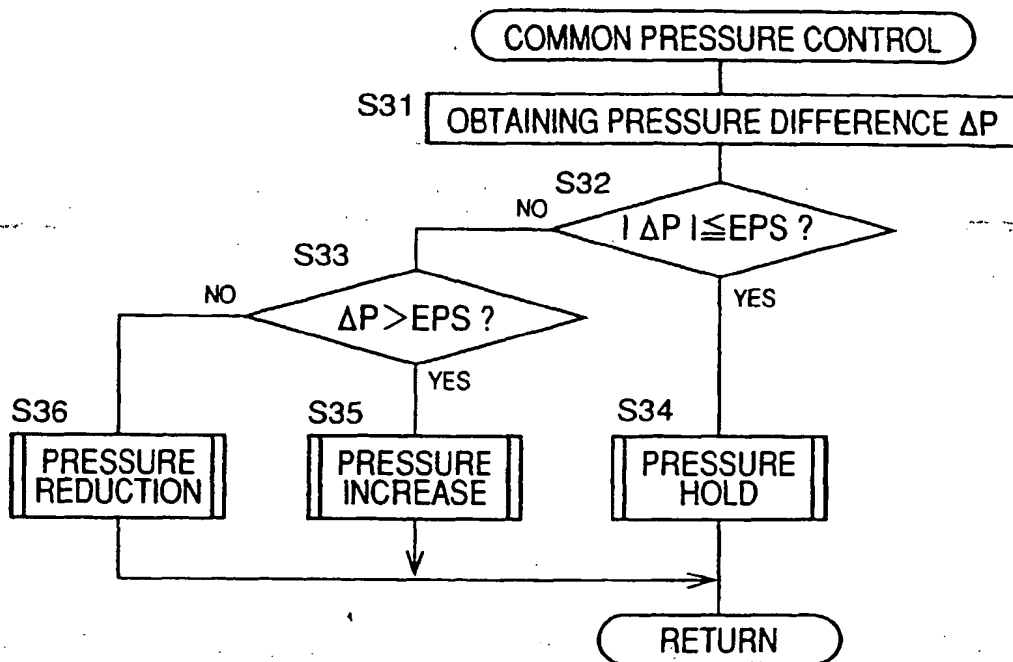 COMMON PRESSURE CONTROL
S31
OBTAINING PRESSURE DIFFERENCE ΔP
S32
NO
| ΔP |≦EPS ?
YES
S33
NO
ΔP>EPS ?
YES
S36
PRESSURE
REDUCTION
S35
PRESSURE
INCREASE
S34
PRESSURE
HOLD
RETURN